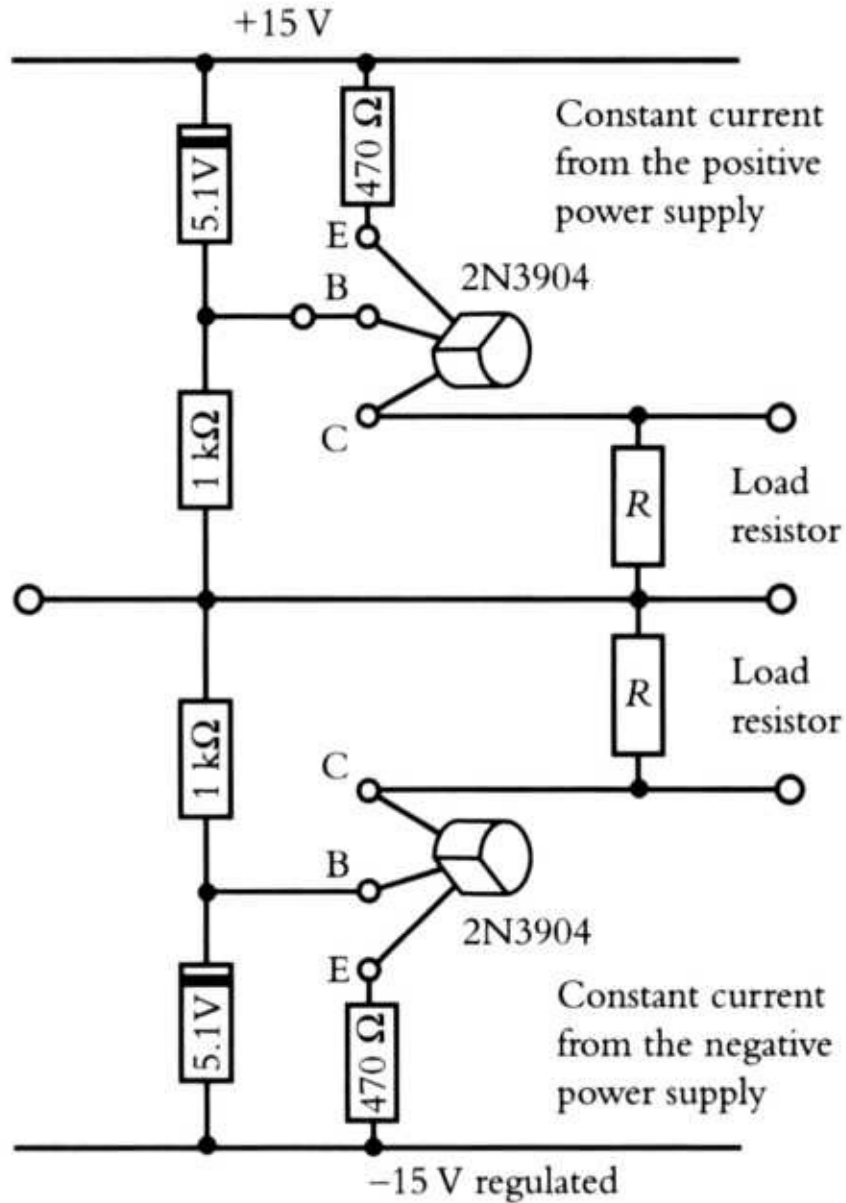 +15 V
5.1V
470 Ω
Constant current
from the positive
power supply
E
2N3904
B
C
1 kΩ
R
Load
resistor
1 kΩ
R
Load
resistor
C
B
2N3904
E
5.1V
470 Ω
Constant current
from the negative
power supply
−15 V regulated